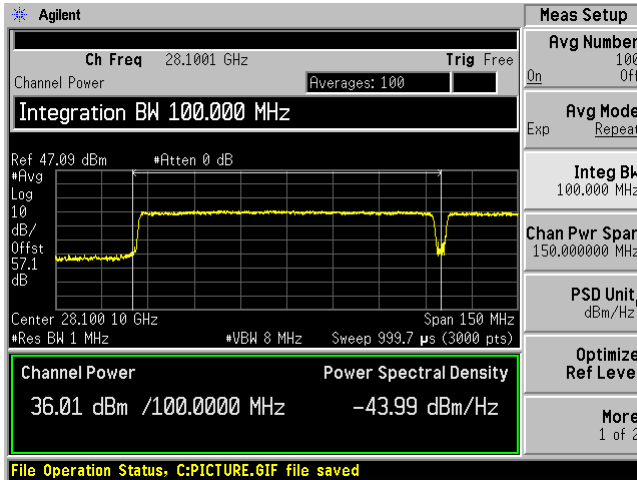 Agilent
Ch Freq 28.1001 GHz Trig Free
Channel Power Averages: 100
Integration BW 100.000 MHz
Ref 47.09 dBm #Atten 0 dB
#Avg
Log
10
dB/
Offst
57.1
dB
Center 28.100 10 GHz Span 150 MHz
#Res BW 1 MHz #VBW 8 MHz Sweep 999.7 µs (3000 pts)
Channel Power Power Spectral Density
36.01 dBm /100.0000 MHz -43.99 dBm/Hz
File Operation Status, C:PICTURE.GIF file saved
Meas Setup
Avg Number
100
On Off
Avg Mode
Exp Repeat
Integ BW
100.000 MHz
Chan Pwr Span
150.000000 MHz
PSD Unit
dBm/Hz
Optimize
Ref Level
More
1 of 2